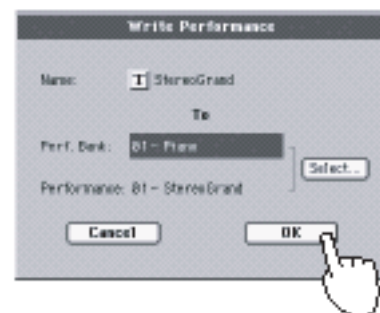 Write Performance
Name: T StereoGrand
To
Perf. Bank: 01 - Piano
Select...
Performance: 01 - StereoGrand
Cancel OK